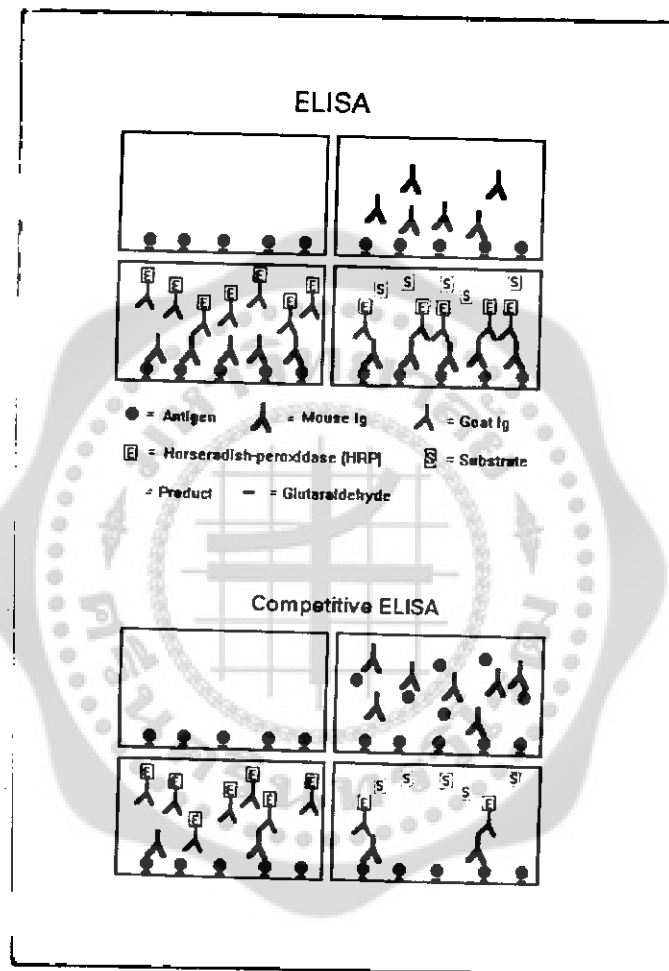 ELISA
E E E E E E E
S S S S S
E E E E E
● = Antigen = Mouse Ig = Goat Ig
E = Horseradish-peroxidase (HRP) S = Substrate
= Product – = Glutaraldehyde
Competitive ELISA
E E E E E E E
S S S S S
E E